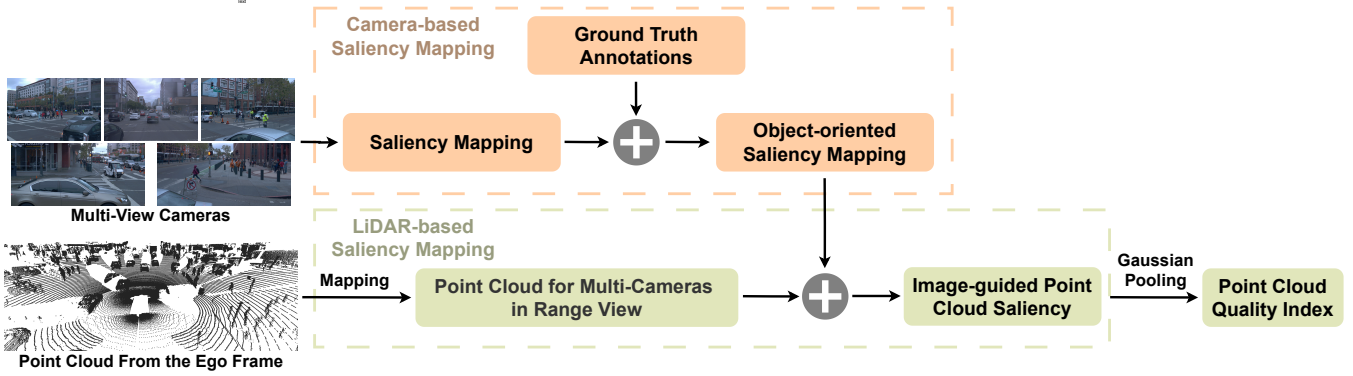 Camera-based
Saliency Mapping
Ground Truth
Annotations
Saliency Mapping
Object-oriented
Saliency Mapping
Multi-View Cameras
LiDAR-based
Saliency Mapping
Mapping
Point Cloud for Multi-Cameras
in Range View
Image-guided Point
Cloud Saliency
Gaussian
Pooling
Point Cloud
Quality Index
Point Cloud From the Ego Frame